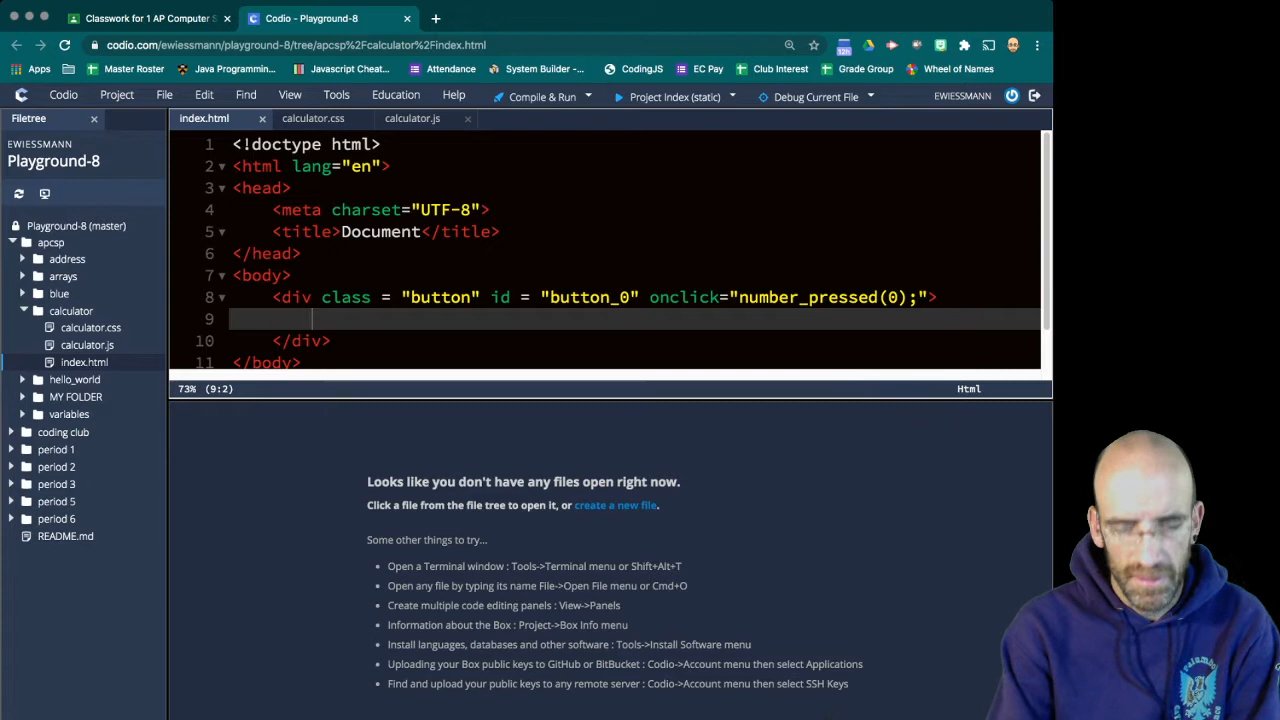 Classwork for 1 AP Computer S
Codio - Playground-8
codio.com/ewiessmann/playground-8/tree/apcsp%2Fcalculator%2Findex.html
Apps Master Roster Java Programmin... Javascript Cheat... Attendance System Builder -... CodingJS EC Pay Club Interest Grade Group Wheel of Names
Codio Project File Edit Find View Tools Education Help Compile & Run Project Index (static) Debug Current File EWIESSMANN
Filetree
index.html calculator.css calculator.js
EWIESSMANN
Playground-8
Playground-8 (master)
apcsp
address
arrays
blue
calculator
calculator.css
calculator.js
index.html
hello_world
MY FOLDER
variables
coding club
period 1
period 2
period 3
period 5
period 6
README.md
1 <!doctype html>
2 <html lang="en">
3 <head>
4 <meta charset="UTF-8">
5 <title>Document</title>
6 </head>
7 <body>
8 <div class = "button" id = "button_0" onclick="number_pressed(0);">
9
10 </div>
11 </body>
73% (9:2) Html
Looks like you don't have any files open right now.
Click a file from the file tree to open it, or create a new file.
Some other things to try...
• Open a Terminal window : Tools->Terminal menu or Shift+Alt+T
• Open any file by typing its name File->Open File menu or Cmd+O
• Create multiple code editing panels : View->Panels
• Information about the Box : Project->Box Info menu
• Install languages, databases and other software : Tools->Install Software menu
• Uploading your Box public keys to GitHub or BitBucket : Codio->Account menu then select Applications
• Find and upload your public keys to any remote server : Codio->Account menu then select SSH Keys